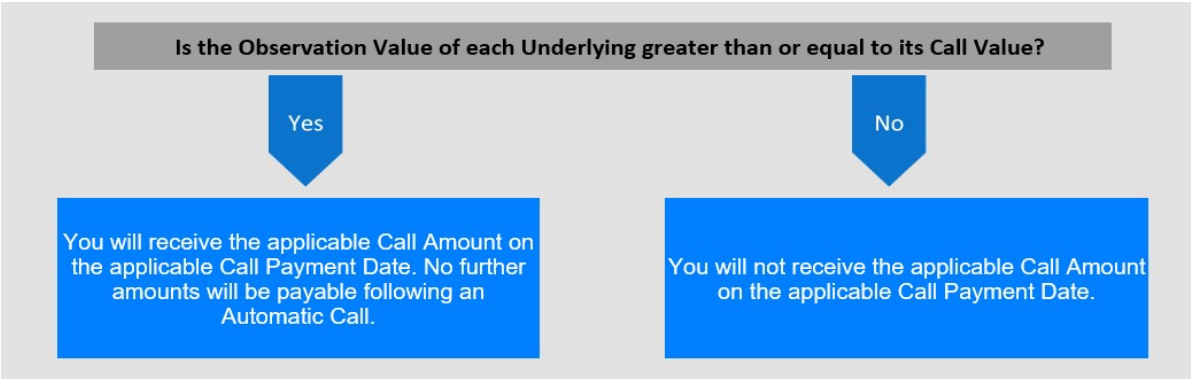 Is the Observation Value of each Underlying greater than or equal to its Call Value?
Yes
No
You will receive the applicable Call Amount on
the applicable Call Payment Date. No further
amounts will be payable following an
Automatic Call.
You will not receive the applicable Call Amount
on the applicable Call Payment Date.